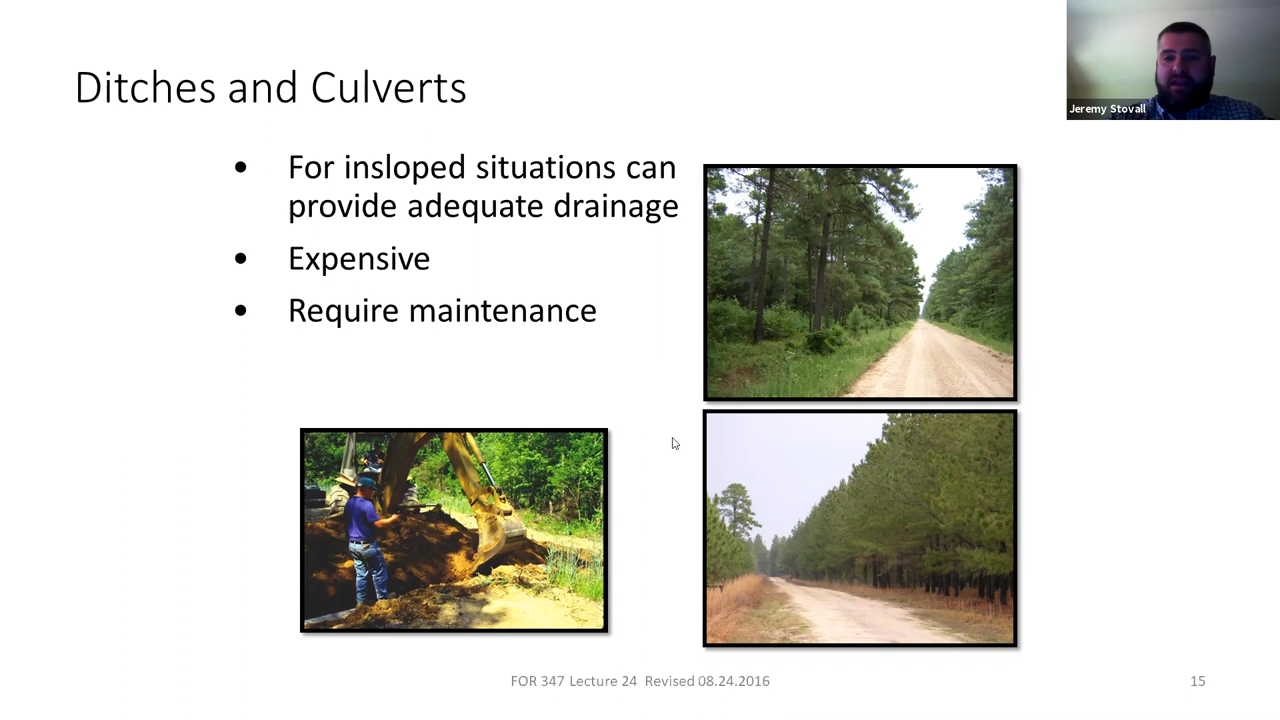 Ditches and Culverts
Jeremy Stovall
• For insloped situations can
provide adequate drainage
• Expensive
• Require maintenance
FOR 347 Lecture 24 Revised 08.24.2016
15